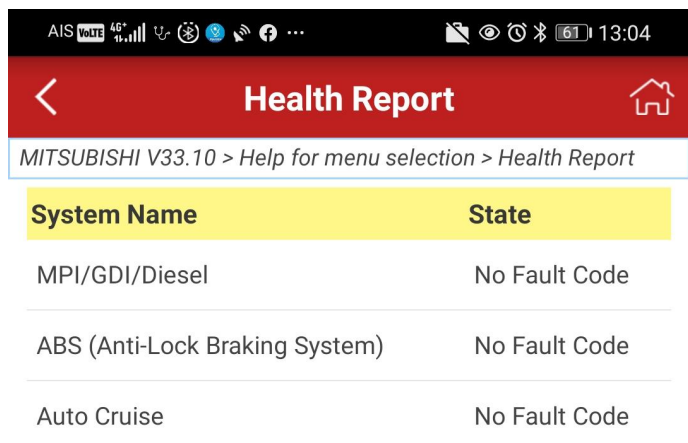 AIS VoLTE 4G+ 61 13:04
Health Report
MITSUBISHI V33.10 > Help for menu selection > Health Report
System Name State
MPI/GDI/Diesel No Fault Code
ABS (Anti-Lock Braking System) No Fault Code
Auto Cruise No Fault Code